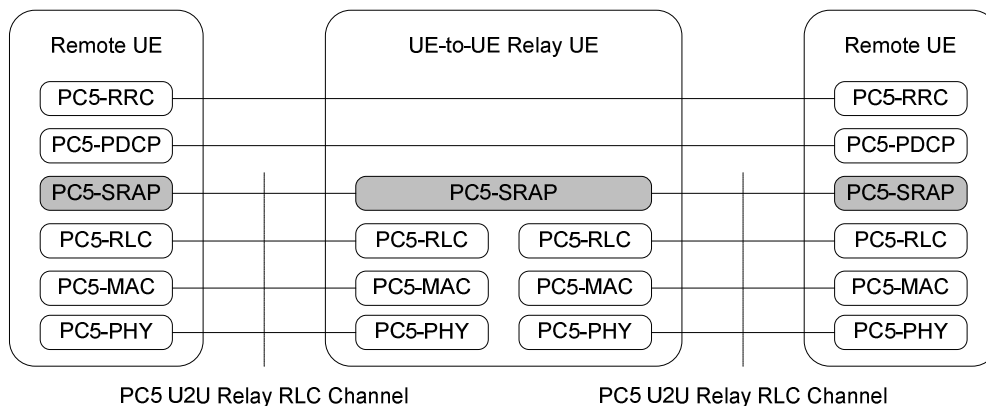 Remote UE
UE-to-UE Relay UE
Remote UE
PC5-RRC
PC5-RRC
PC5-PDCP
PC5-PDCP
PC5-SRAP
PC5-SRAP
PC5-SRAP
PC5-RLC
PC5-RLC
PC5-RLC
PC5-RLC
PC5-MAC
PC5-MAC
PC5-MAC
PC5-MAC
PC5-PHY
PC5-PHY
PC5-PHY
PC5-PHY
PC5 U2U Relay RLC Channel
PC5 U2U Relay RLC Channel